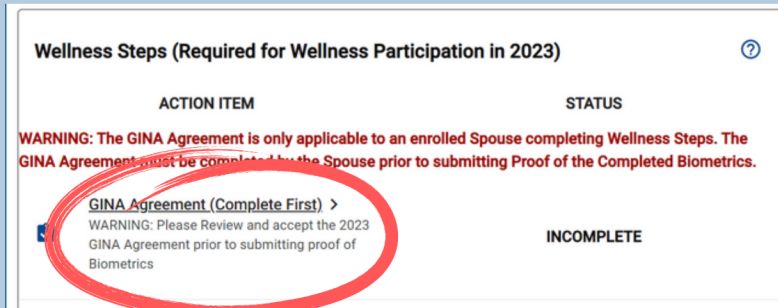 Wellness Steps (Required for Wellness Participation in 2023)
ACTION ITEM STATUS
WARNING: The GINA Agreement is only applicable to an enrolled Spouse completing Wellness Steps. The
GINA Agreement must be completed by the Spouse prior to submitting Proof of the Completed Biometrics.
GINA Agreement (Complete First) >
WARNING: Please Review and accept the 2023
GINA Agreement prior to submitting proof of
Biometrics
INCOMPLETE